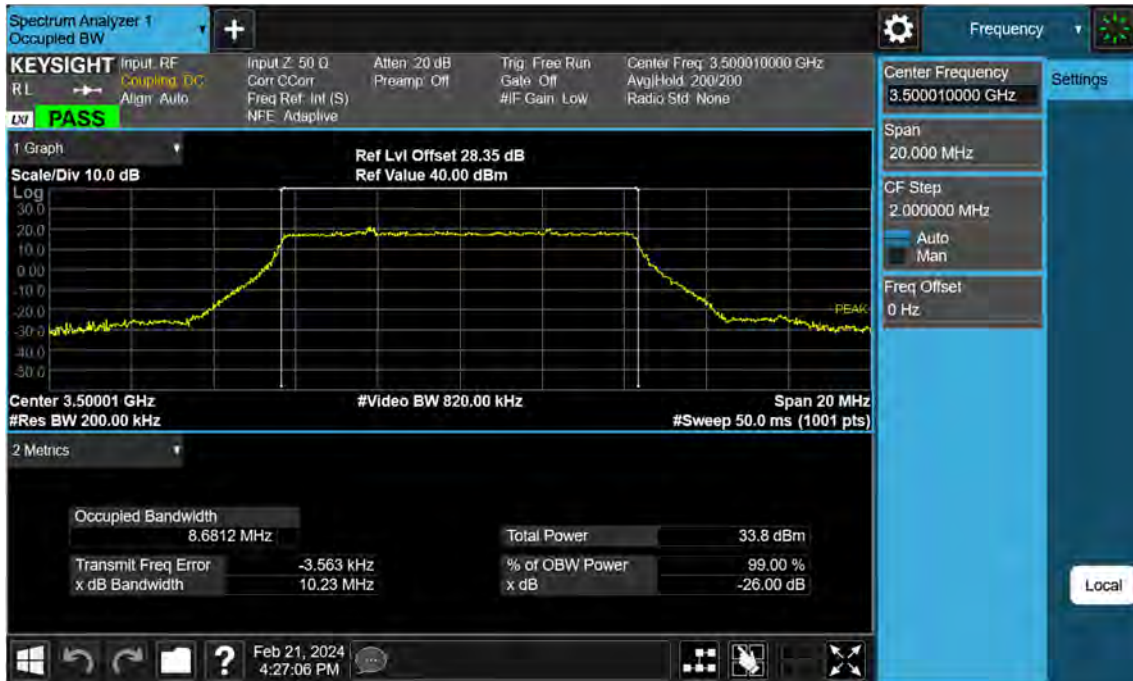 Spectrum Analyzer 1
Occupied BW
+
Frequency
KEYSIGHT
Input: RF
Input Z: 50 Ω
Atten: 20 dB
Trig: Free Run
Center Freq: 3.500010000 GHz
RL
Coupling: DC
Corr CCorr
Preamp: Off
Gate: Off
Avg|Hold: 200/200
Align: Auto
Freq Ref: Int (S)
#IF Gain: Low
Radio Std: None
LXI
PASS
NFE: Adaptive
Center Frequency
3.500010000 GHz
Settings
Span
20.000 MHz
CF Step
2.000000 MHz
Auto
Man
Freq Offset
0 Hz
1 Graph
Ref Lvl Offset 28.35 dB
Scale/Div 10.0 dB
Ref Value 40.00 dBm
Log
30.0
20.0
10.0
0.00
-10.0
-20.0
-30.0
-40.0
-50.0
PEAK
Center 3.50001 GHz
#Video BW 820.00 kHz
Span 20 MHz
#Res BW 200.00 kHz
#Sweep 50.0 ms (1001 pts)
2 Metrics
Occupied Bandwidth
8.6812 MHz
Total Power
33.8 dBm
Transmit Freq Error
-3.563 kHz
% of OBW Power
99.00 %
x dB Bandwidth
10.23 MHz
x dB
-26.00 dB
Local
?
Feb 21, 2024
4:27:06 PM